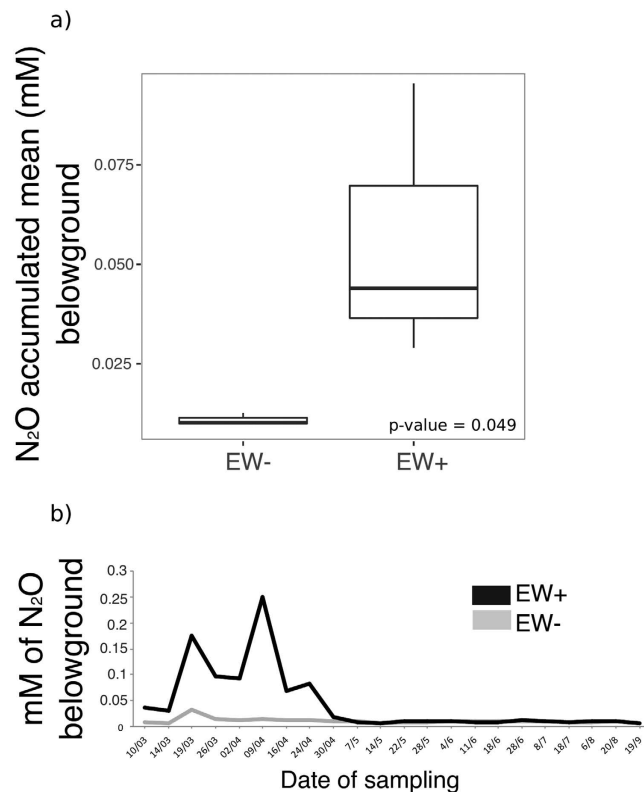 a)
N₂O accumulated mean (mM)
belowground
0.075
0.050
0.025
p-value = 0.049
EW-
EW+
b)
mM of N₂O
belowground
0.3
0.25
0.2
0.15
0.1
0.05
0
EW+
EW-
10/03 14/03 19/03 26/03 02/04 09/04 16/04 24/04 30/04 7/5 14/5 22/5 28/5 4/6 11/6 18/6 28/6 8/7 18/7 6/8 20/8 19/9
Date of sampling